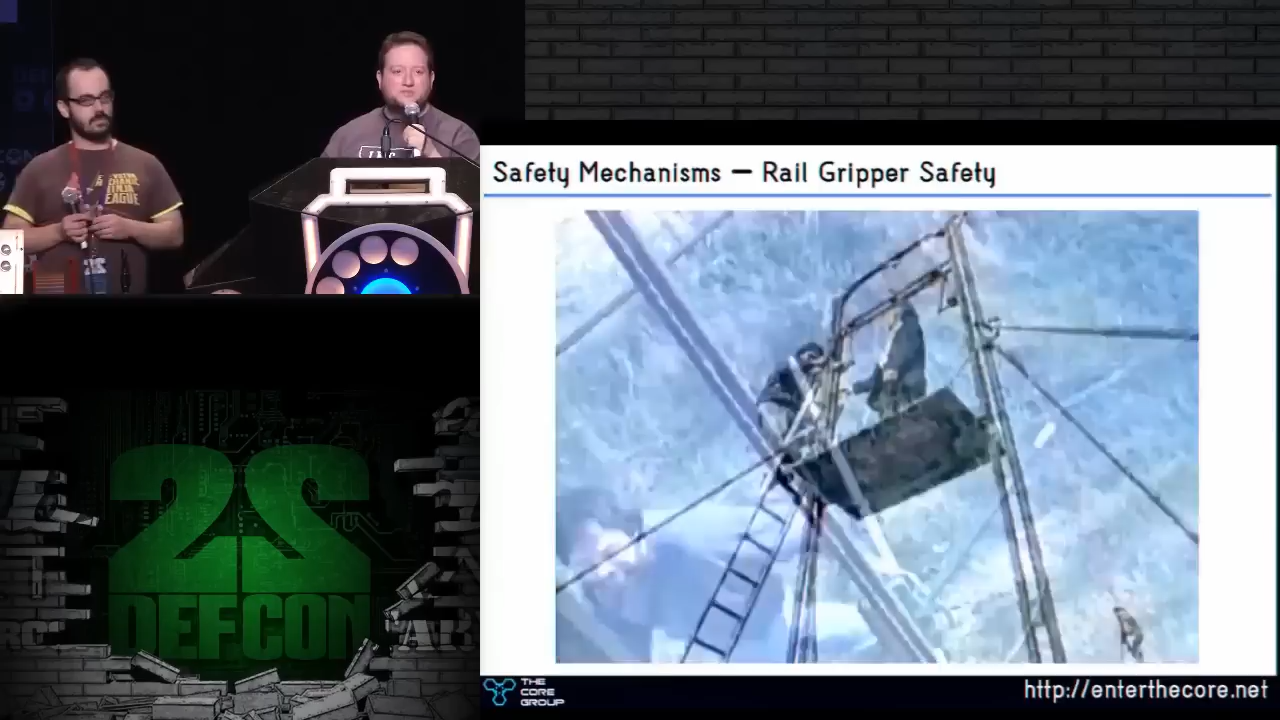 Safety Mechanisms — Rail Gripper Safety
22
DEFCON
THE
CORE
GROUP
http://enterthecore.net